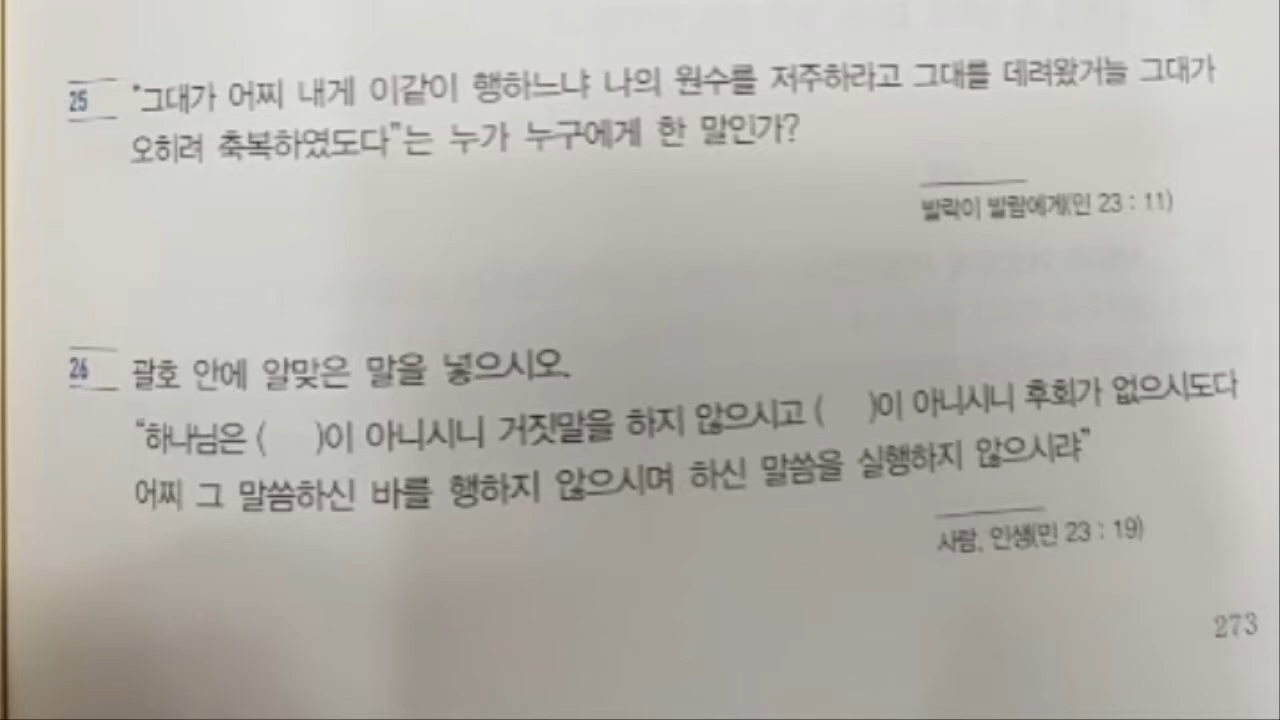 25 "그대가 어찌 내게 이같이 행하느냐 나의 원수를 저주하라고 그대를 데려왔거늘 그대가
오히려 축복하였도다"는 누가 누구에게 한 말인가?
발락이 발람에게(민 23 : 11)
26 괄호 안에 알맞은 말을 넣으시오.
"하나님은 (    )이 아니시니 거짓말을 하지 않으시고 (    )이 아니시니 후회가 없으시도다
어찌 그 말씀하신 바를 행하지 않으시며 하신 말씀을 실행하지 않으시랴"
사람, 인생(민 23 : 19)
273